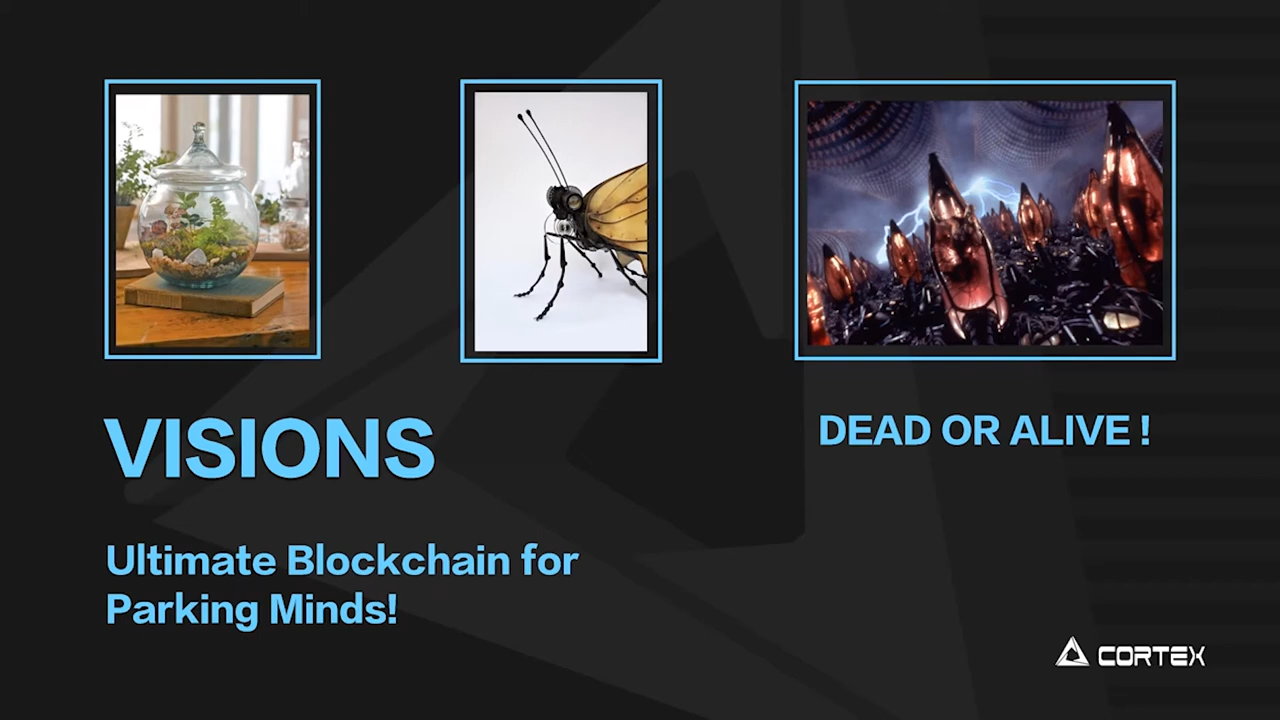 VISIONS
DEAD OR ALIVE !
Ultimate Blockchain for
Parking Minds!
CORTEX